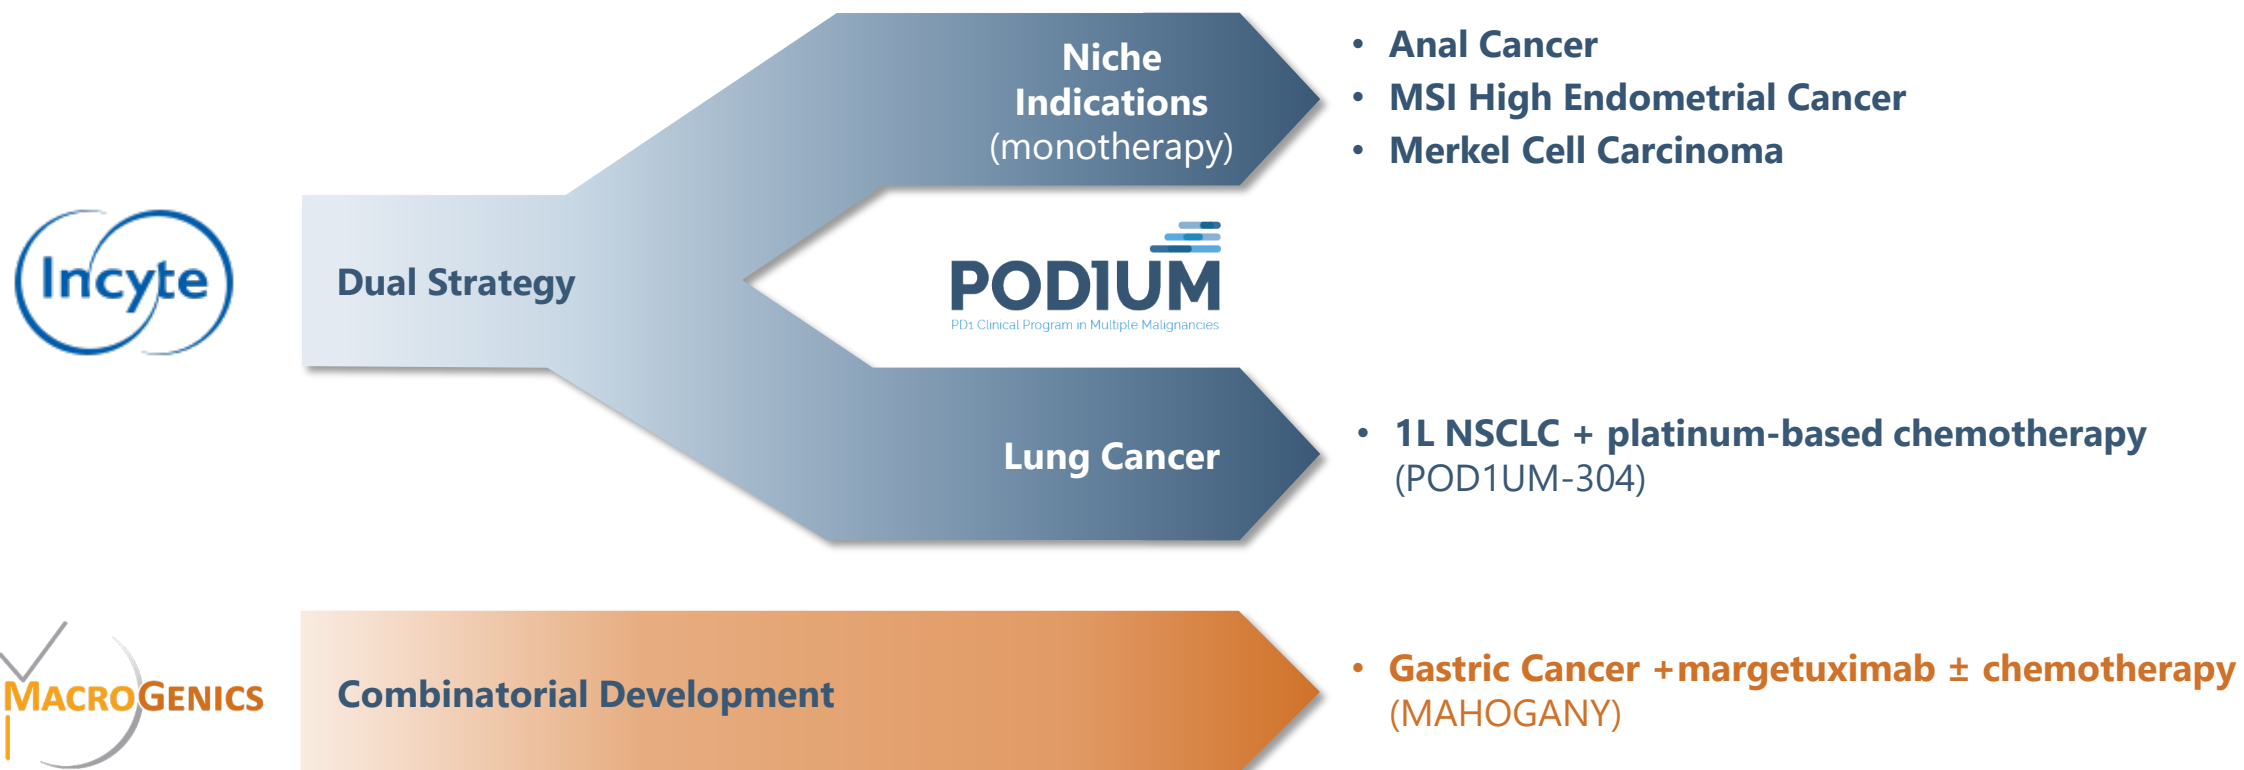 Niche
Indications
(monotherapy)
• Anal Cancer
• MSI High Endometrial Cancer
• Merkel Cell Carcinoma
Incyte
Dual Strategy
POD1UM
PD1 Clinical Program in Multiple Malignancies
Lung Cancer
• 1L NSCLC + platinum-based chemotherapy
(POD1UM-304)
MACROGENICS
Combinatorial Development
• Gastric Cancer +margetuximab ± chemotherapy
(MAHOGANY)